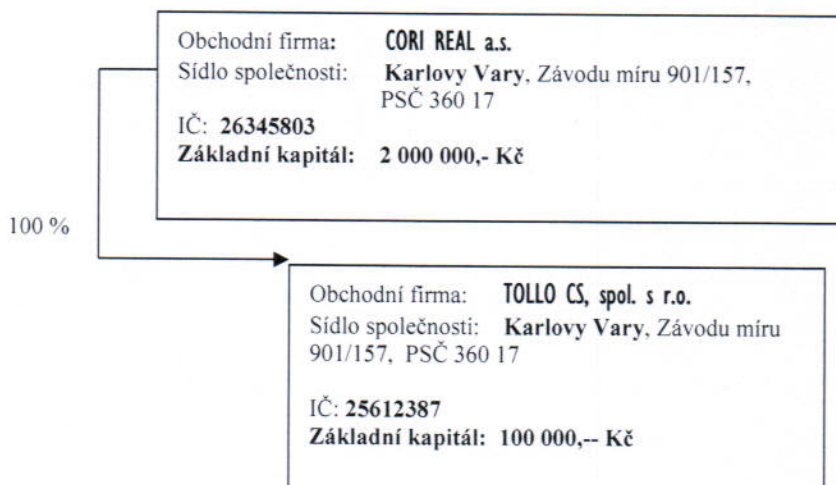 Obchodní firma: CORI REAL a.s.
Sídlo společnosti: Karlovy Vary, Závodu míru 901/157,
PSČ 360 17
IČ: 26345803
Základní kapitál: 2 000 000,- Kč
100 %
Obchodní firma: TOLLO CS, spol. s r.o.
Sídlo společnosti: Karlovy Vary, Závodu míru
901/157, PSČ 360 17
IČ: 25612387
Základní kapitál: 100 000,-- Kč